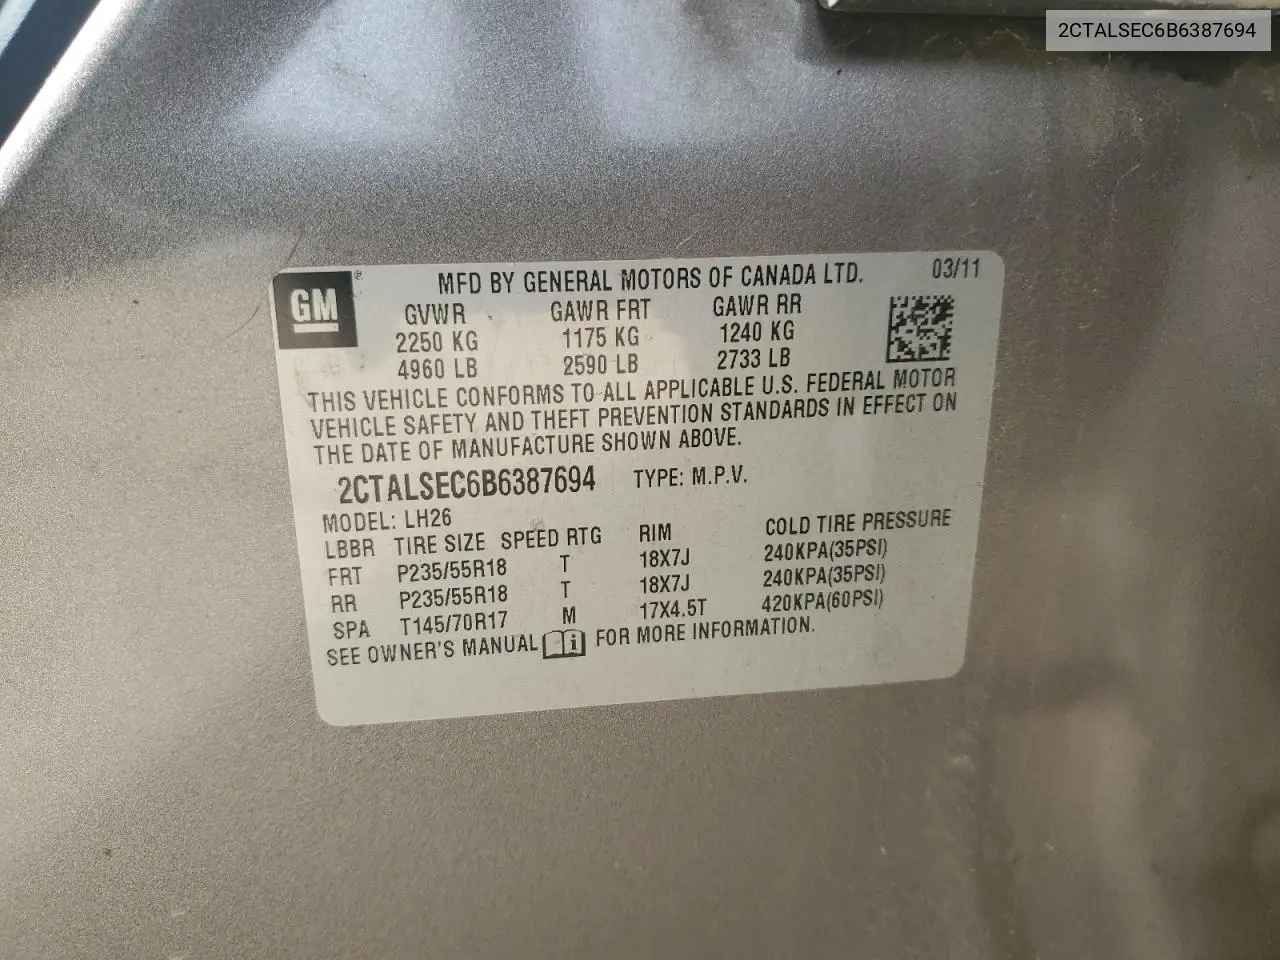 2CTALSEC6B6387694
GM ® MFD BY GENERAL MOTORS OF CANADA LTD. 03/11
GVWR GAWR FRT GAWR RR
2250 KG 1175 KG 1240 KG
4960 LB 2590 LB 2733 LB
THIS VEHICLE CONFORMS TO ALL APPLICABLE U.S. FEDERAL MOTOR
VEHICLE SAFETY AND THEFT PREVENTION STANDARDS IN EFFECT ON
THE DATE OF MANUFACTURE SHOWN ABOVE.
2CTALSEC6B6387694 TYPE: M.P.V.
MODEL: LH26
LBBR TIRE SIZE SPEED RTG RIM COLD TIRE PRESSURE
FRT P235/55R18 T 18X7J 240KPA(35PSI)
RR P235/55R18 T 18X7J 240KPA(35PSI)
SPA T145/70R17 M 17X4.5T 420KPA(60PSI)
SEE OWNER'S MANUAL i FOR MORE INFORMATION.